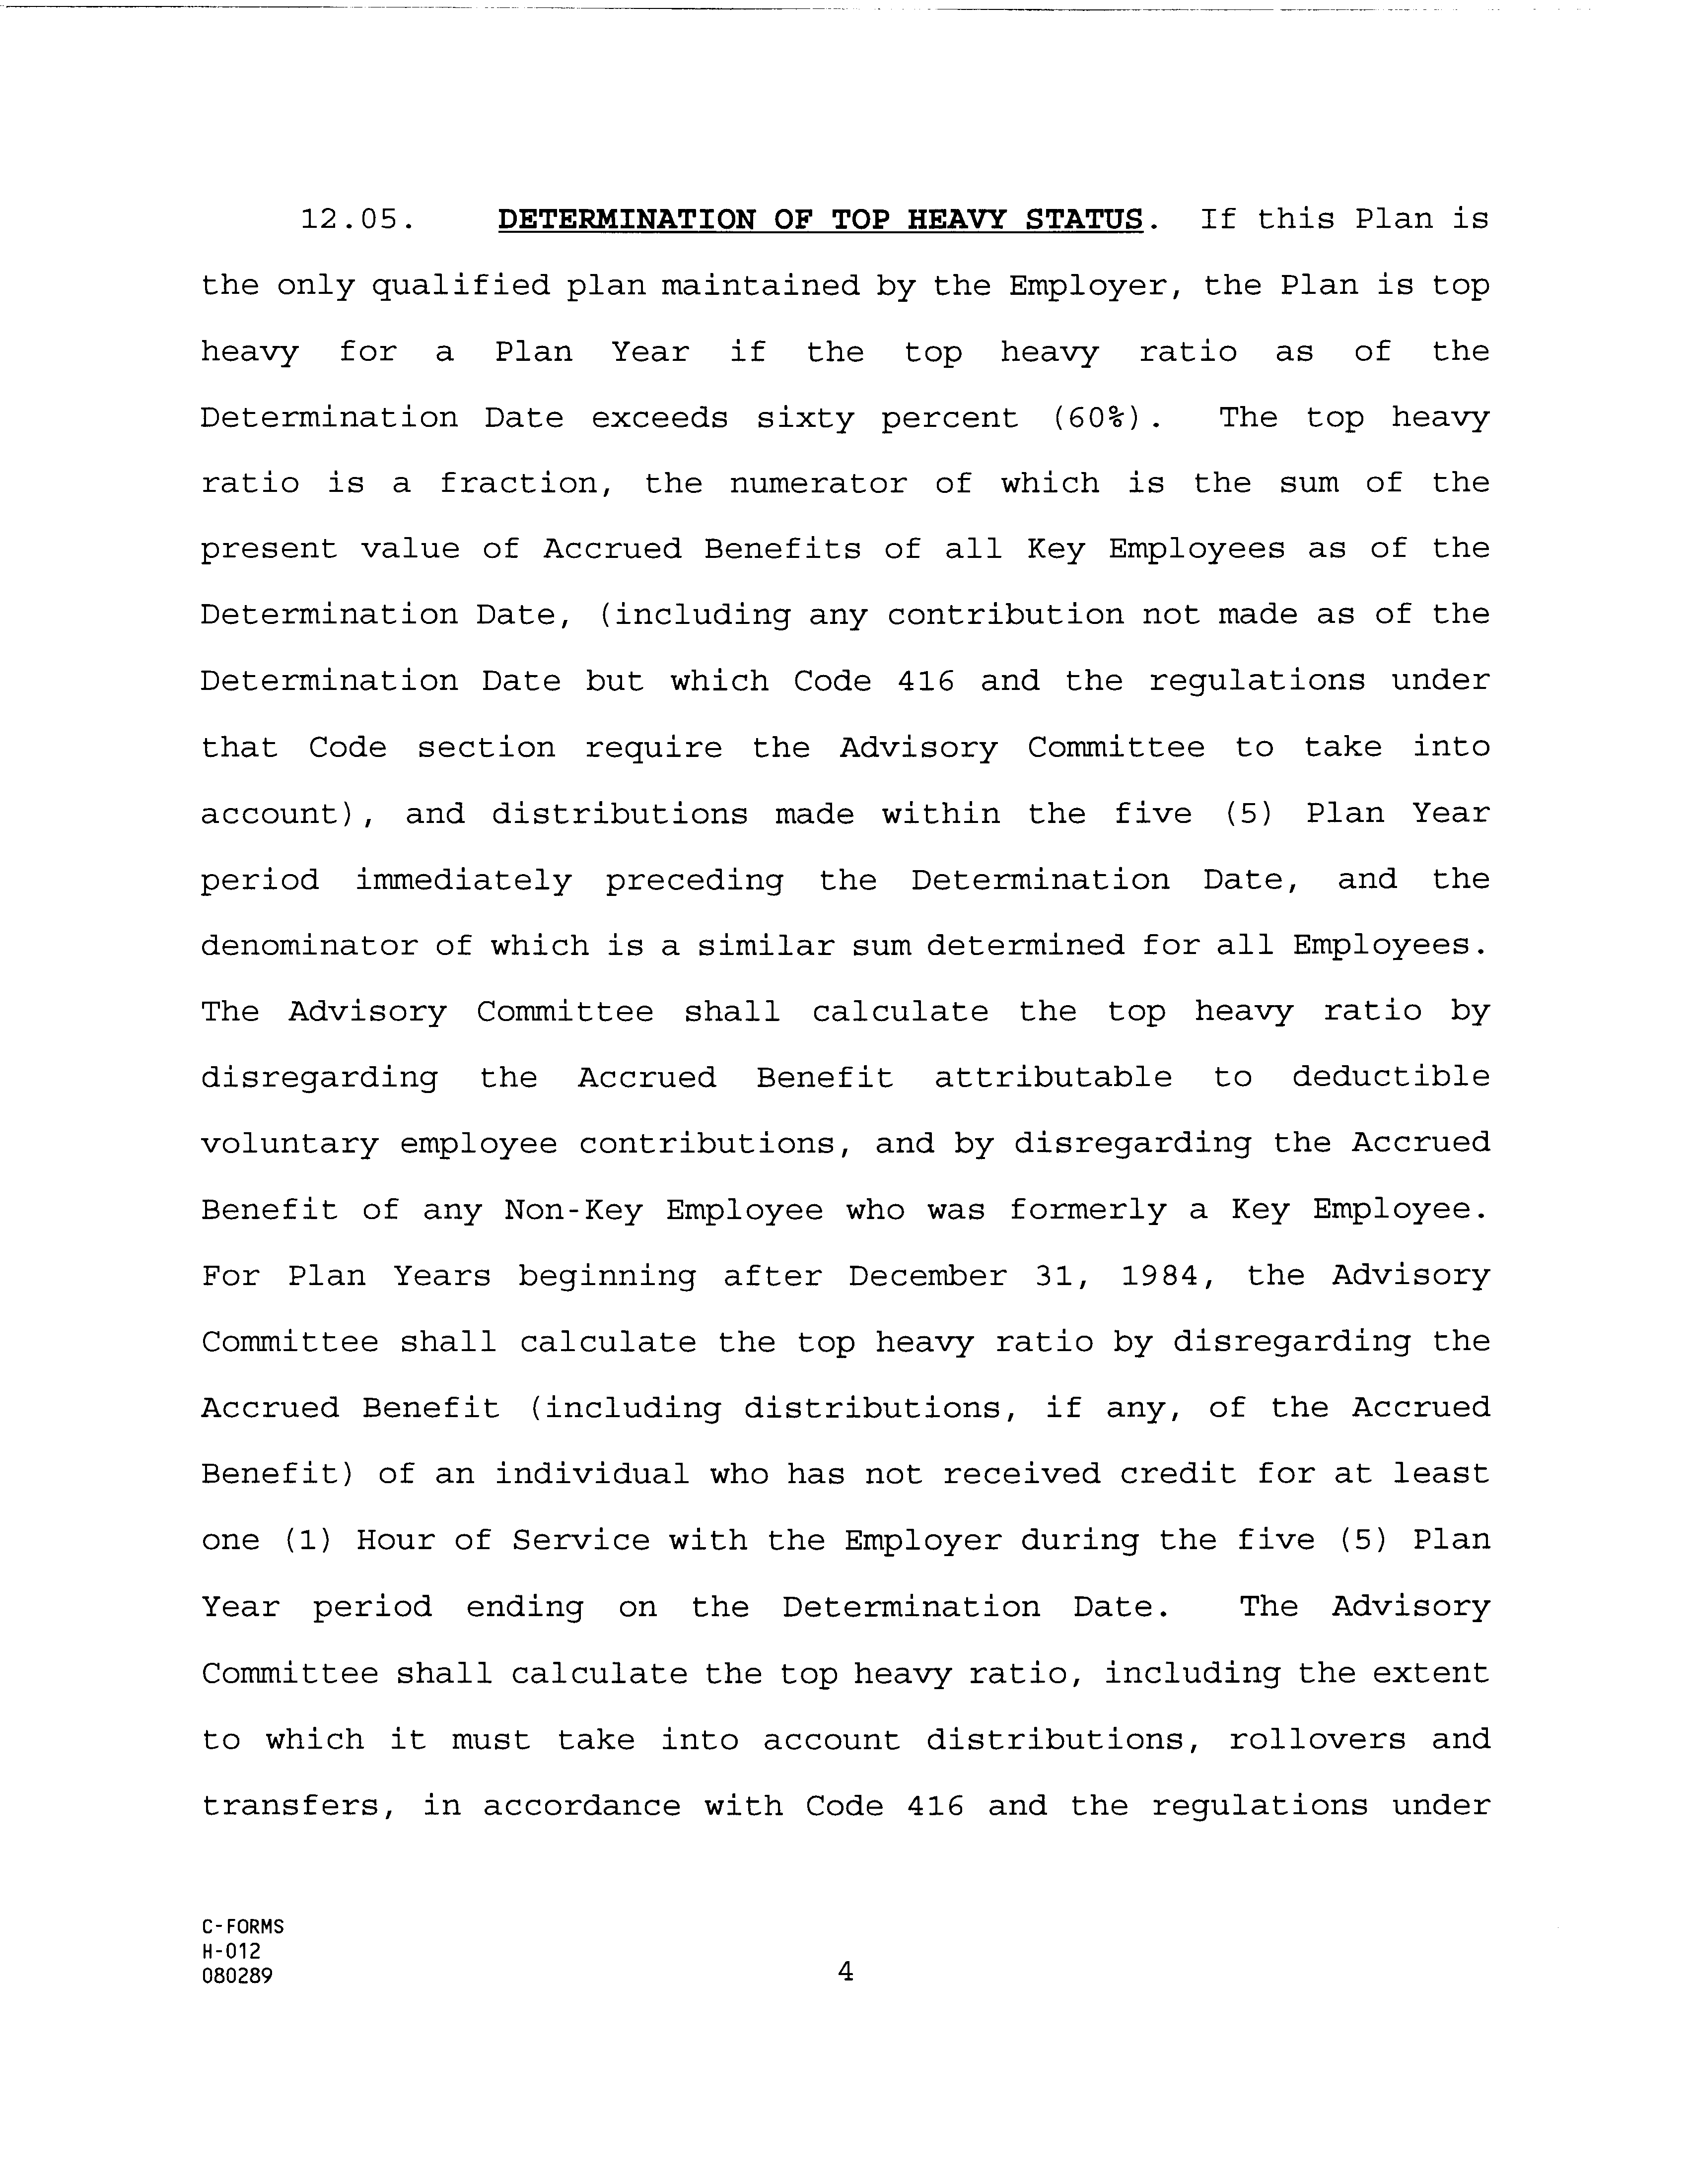 12.05. DETERMINATION OF TOP HEAVY STATUS. If this Plan is
the only qualified plan maintained by the Employer, the Plan is top
heavy for a Plan Year if the top heavy ratio as of the
Determination Date exceeds sixty percent (60%). The top heavy
ratio is a fraction, the numerator of which is the sum of the
present value of Accrued Benefits of all Key Employees as of the
Determination Date, (including any contribution not made as of the
Determination Date but which Code 416 and the regulations under
that Code section require the Advisory Committee to take into
account), and distributions made within the five (5) Plan Year
period immediately preceding the Determination Date, and the
denominator of which is a similar sum determined for all Employees.
The Advisory Committee shall calculate the top heavy ratio by
disregarding the Accrued Benefit attributable to deductible
voluntary employee contributions, and by disregarding the Accrued
Benefit of any Non-Key Employee who was formerly a Key Employee.
For Plan Years beginning after December 31, 1984, the Advisory
Committee shall calculate the top heavy ratio by disregarding the
Accrued Benefit (including distributions, if any, of the Accrued
Benefit) of an individual who has not received credit for at least
one (1) Hour of Service with the Employer during the five (5) Plan
Year period ending on the Determination Date. The Advisory
Committee shall calculate the top heavy ratio, including the extent
to which it must take into account distributions, rollovers and
transfers, in accordance with Code 416 and the regulations under
C-FORMS
H-012
080289
4